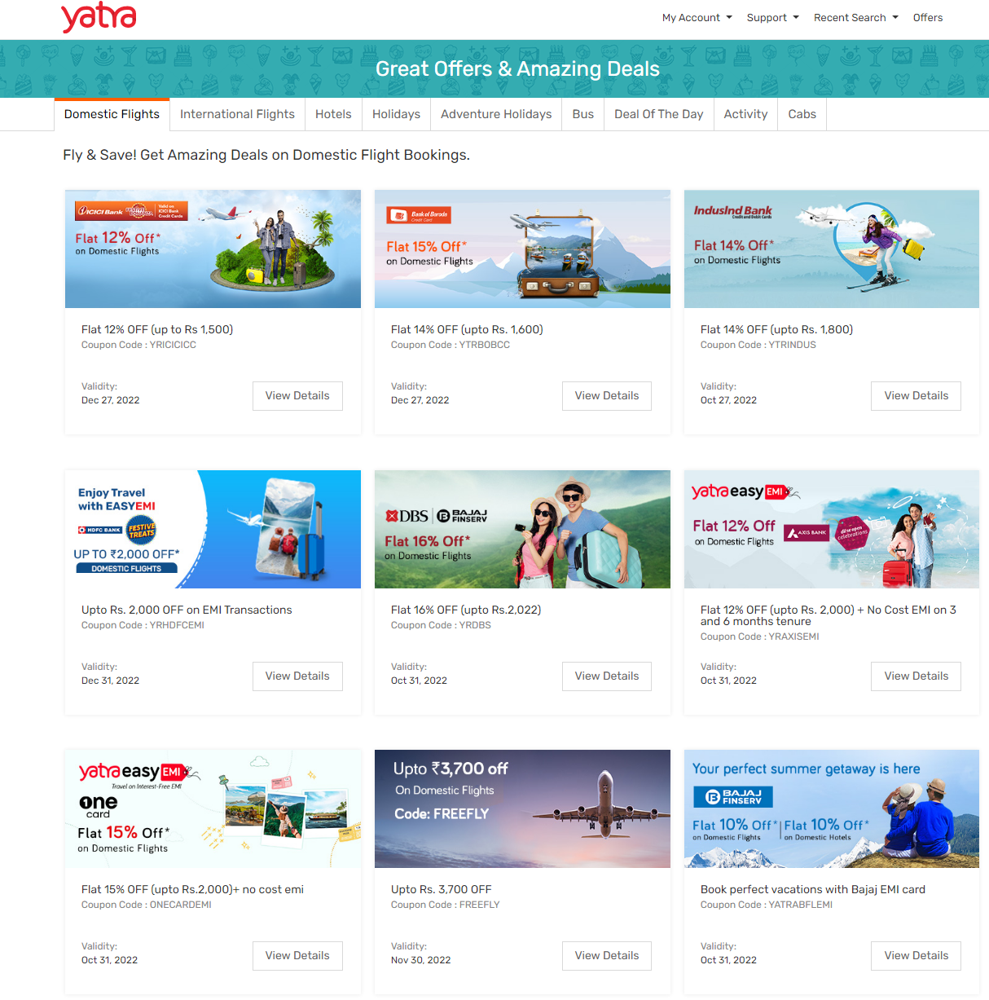 yatra
My Account
Support
Recent Search
Offers
Great Offers & Amazing Deals
Domestic Flights
International Flights
Hotels
Holidays
Adventure Holidays
Bus
Deal Of The Day
Activity
Cabs
Fly & Save! Get Amazing Deals on Domestic Flight Bookings.
ICICI Bank
FESTIVE BONANZA
Valid on
ICICI Bank
Credit Cards
Flat 12% Off*
on Domestic Flights
Flat 12% OFF (up to Rs 1,500)
Coupon Code : YRICICICC
Validity:
Dec 27, 2022
View Details
Bank of Baroda
Credit Card
Flat 15% Off*
on Domestic Flights
Flat 14% OFF (upto Rs. 1,600)
Coupon Code : YTRBOBCC
Validity:
Dec 27, 2022
View Details
IndusInd Bank
Credit and Debit Cards
Flat 14% Off*
on Domestic Flights
Flat 14% OFF (upto Rs. 1,800)
Coupon Code : YTRINDUS
Validity:
Oct 27, 2022
View Details
Enjoy Travel
with EASYEMI
HDFC BANK
FESTIVE
TREATS
UP TO ₹2,000 OFF*
DOMESTIC FLIGHTS
Upto Rs. 2,000 OFF on EMI Transactions
Coupon Code : YRHDFCEMI
Validity:
Dec 31, 2022
View Details
DBS
BAJAJ
FINSERV
Flat 16% Off*
on Domestic Flights
Flat 16% OFF (upto Rs.2,022)
Coupon Code : YRDBS
Validity:
Oct 31, 2022
View Details
yatra easy EMI
Flat 12% Off
on Domestic Flights
AXIS BANK
dil se open
celebrations
Flat 12% OFF (upto Rs. 2,000) + No Cost EMI on 3
and 6 months tenure
Coupon Code : YRAXISEMI
Validity:
Oct 31, 2022
View Details
yatra easy EMI
Travel on Interest-Free EMI
one
card
Flat 15% Off*
on Domestic Flights
Flat 15% OFF (upto Rs.2,000)+ no cost emi
Coupon Code : ONECARDEMI
Validity:
Oct 31, 2022
View Details
Upto ₹3,700 off
On Domestic Flights
Code: FREEFLY
Upto Rs. 3,700 OFF
Coupon Code : FREEFLY
Validity:
Nov 30, 2022
View Details
Your perfect summer getaway is here
BAJAJ
FINSERV
Flat 10% Off*
on Domestic Flights
Flat 10% Off*
on Domestic Hotels
Book perfect vacations with Bajaj EMI card
Coupon Code : YATRABFLEMI
Validity:
Oct 31, 2022
View Details